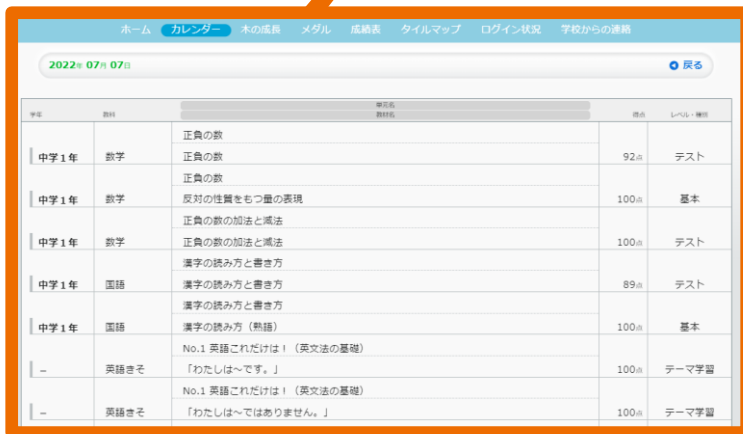 ホーム カレンダー 木の成長 メダル 成績表 タイルマップ ログイン状況 学校からの連絡
2022年 07月 07日 戻る
単元名
学年 教科 教材名 得点 レベル・種類
正負の数
中学1年 数学 正負の数 92点 テスト
正負の数
中学1年 数学 反対の性質をもつ量の表現 100点 基本
正負の数の加法と減法
中学1年 数学 正負の数の加法と減法 100点 テスト
漢字の読み方と書き方
中学1年 国語 漢字の読み方と書き方 89点 テスト
漢字の読み方と書き方
中学1年 国語 漢字の読み方(熟語) 100点 基本
No.1 英語これだけは!(英文法の基礎)
– 英語きそ 「わたしは~です。」 100点 テーマ学習
No.1 英語これだけは!(英文法の基礎)
– 英語きそ 「わたしは~ではありません。」 100点 テーマ学習